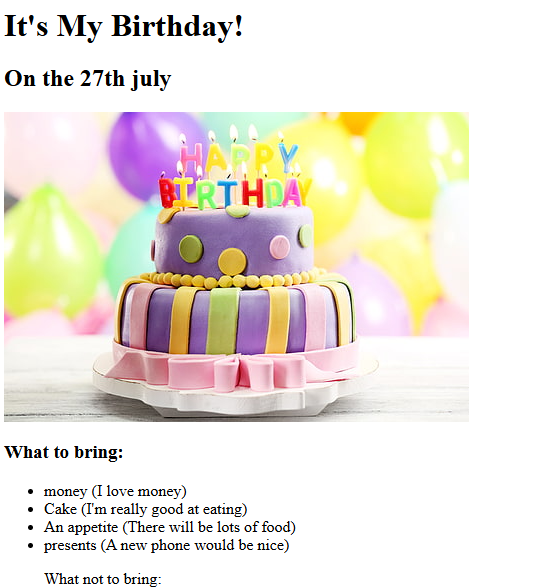 It's My Birthday!
On the 27th july
HAPPY
BIRTHDAY
What to bring:
money (I love money)
Cake (I'm really good at eating)
An appetite (There will be lots of food)
presents (A new phone would be nice)
What not to bring: